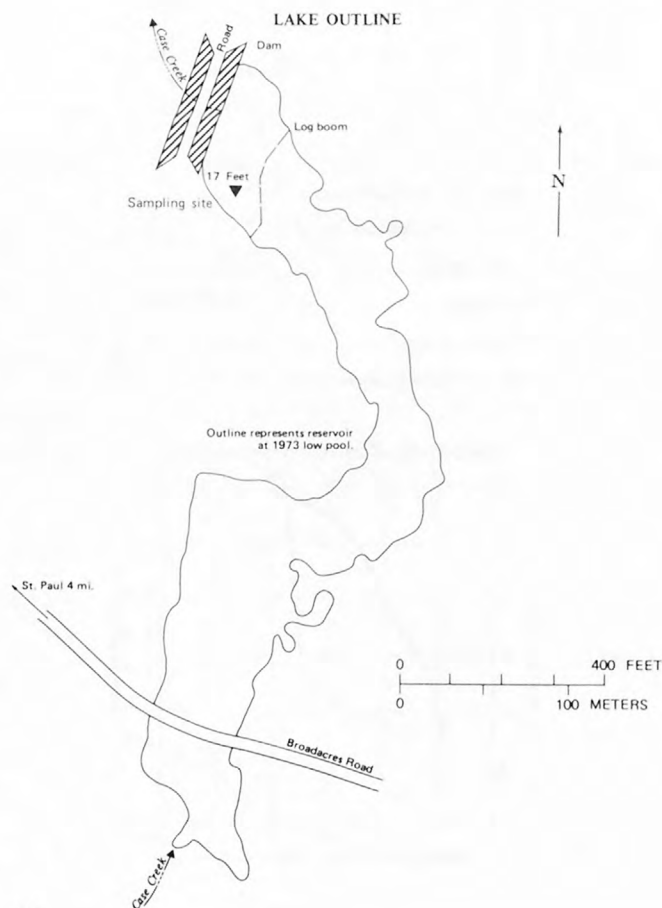 LAKE OUTLINE
Case Creek
Road
Dam
Log boom
N
17 Feet
Sampling site
Outline represents reservoir
at 1973 low pool.
St. Paul 4 mi.
0 400 FEET
0 100 METERS
Broadacres Road
Case Creek